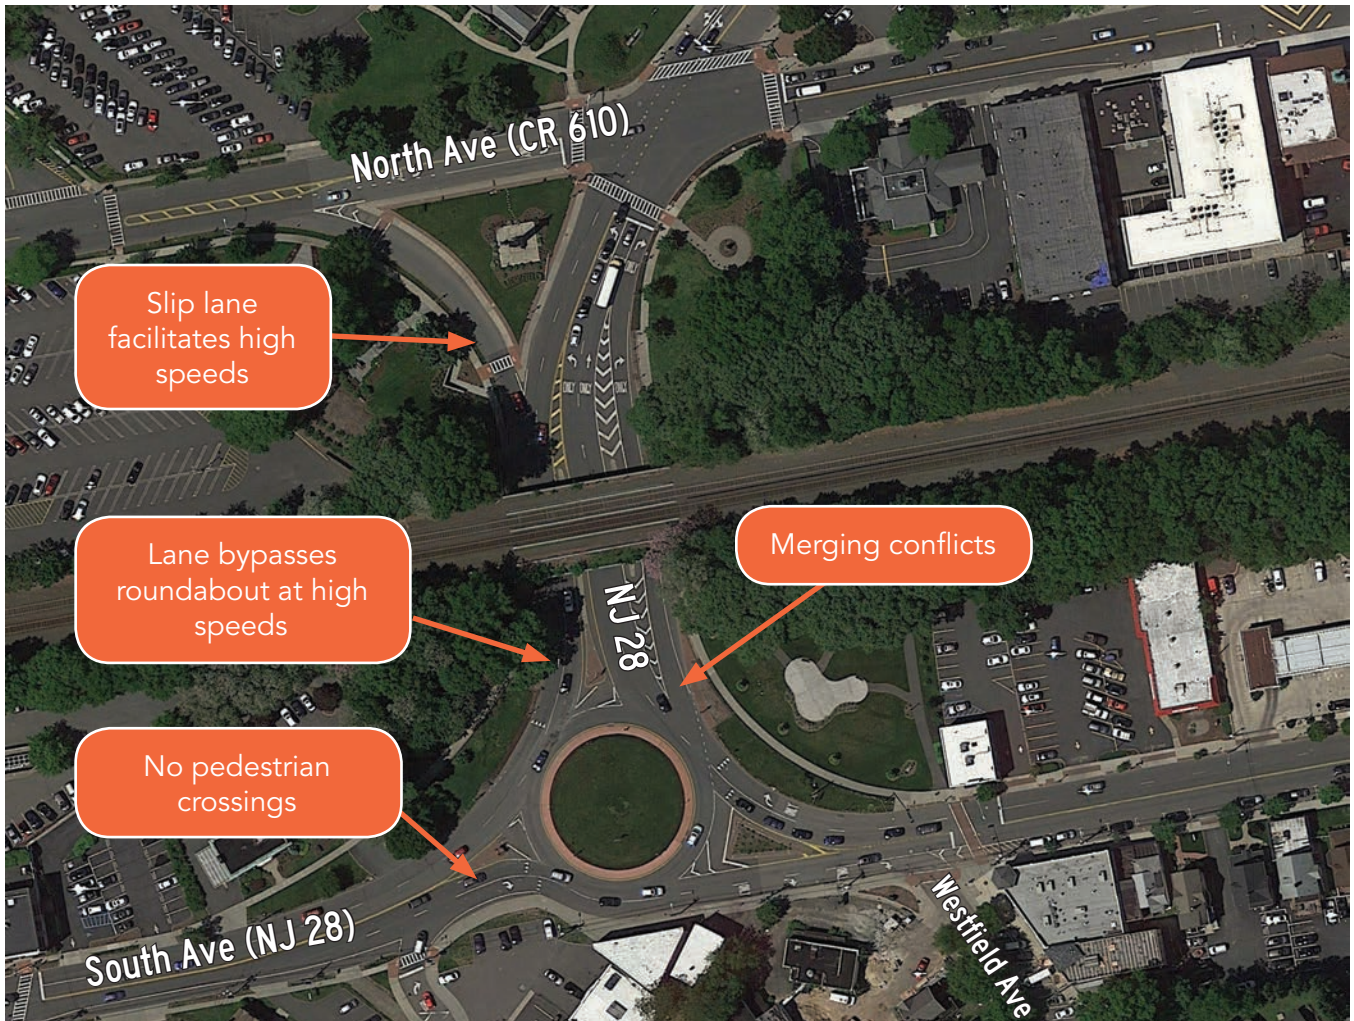 North Ave (CR 610)
Slip lane
facilitates high
speeds
Lane bypasses
roundabout at high
speeds
Merging conflicts
NJ 28
No pedestrian
crossings
South Ave (NJ 28)
Westfield Ave